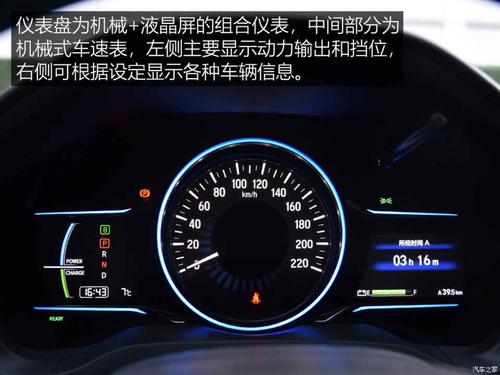 仪表盘为机械+液晶屏的组合仪表，中间部分为
机械式车速表，左侧主要显示动力输出和挡位，
右侧可根据设定显示各种车辆信息。
0 20 40 60 80 100 120 140 160 180 200 220
km/h
POWER
CHARGE
B
P
R
N
D
16:43 7℃
READY
P
所经时间 A
03 h 16 m
E F
A 39.5 km
汽车之家